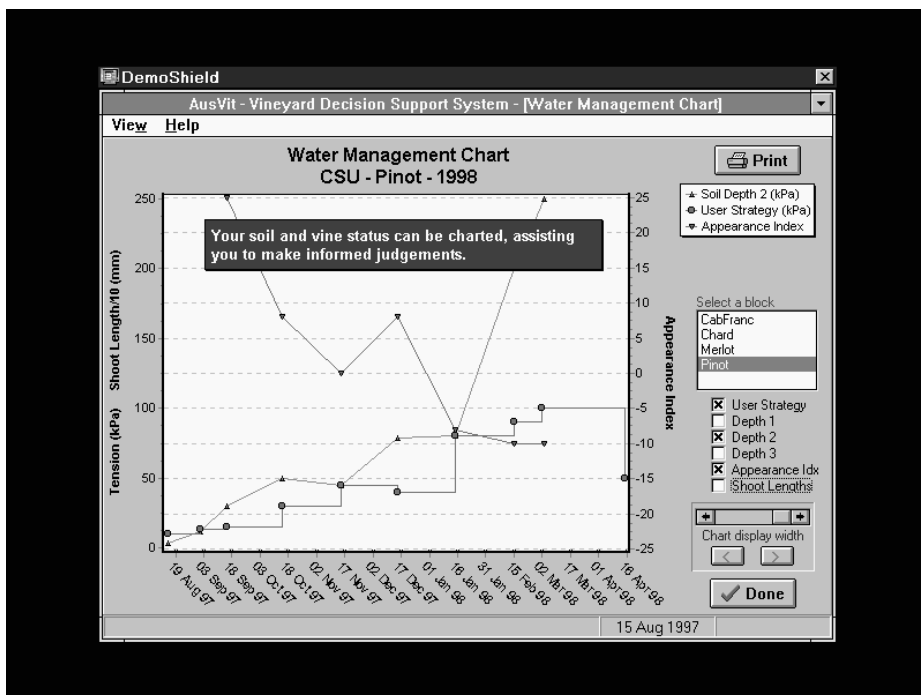 DemoShield
AusVit - Vineyard Decision Support System - [Water Management Chart]
View Help
Water Management Chart
CSU - Pinot - 1998
Print
Soil Depth 2 (kPa)
User Strategy (kPa)
Appearance Index
Your soil and vine status can be charted, assisting
you to make informed judgements.
Tension (kPa) Shoot Length/10 (mm)
250
200
150
100
50
0
25
20
15
10
5
0
-5
-10
-15
-20
-25
Appearance Index
19 Aug 97
03 Sep 97
18 Sep 97
03 Oct 97
18 Oct 97
02 Nov 97
17 Nov 97
02 Dec 97
17 Dec 97
01 Jan 98
16 Jan 98
31 Jan 98
15 Feb 98
02 Mar 98
17 Mar 98
01 Apr 98
16 Apr 98
Select a block
CabFranc
Chard
Merlot
Pinot
User Strategy
Depth 1
Depth 2
Depth 3
Appearance Idx
Shoot Lengths
Chart display width
< >
Done
15 Aug 1997